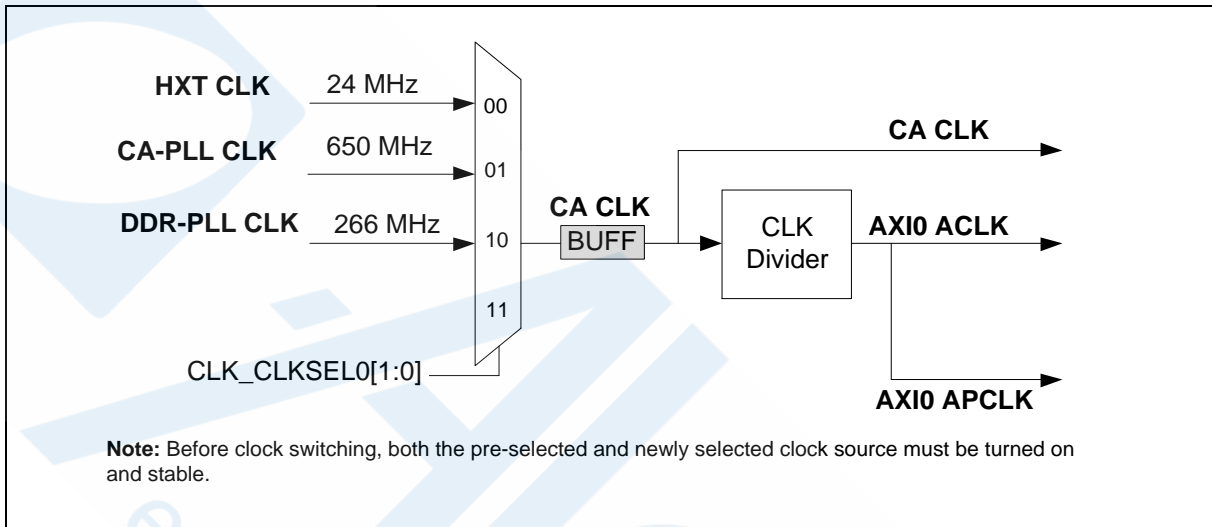 HXT CLK
24 MHz
00
CA-PLL CLK
650 MHz
01
DDR-PLL CLK
266 MHz
10
11
CLK_CLKSEL0[1:0]
CA CLK
BUFF
CA CLK
CLK
Divider
AXI0 ACLK
AXI0 APCLK
Note: Before clock switching, both the pre-selected and newly selected clock source must be turned on
and stable.